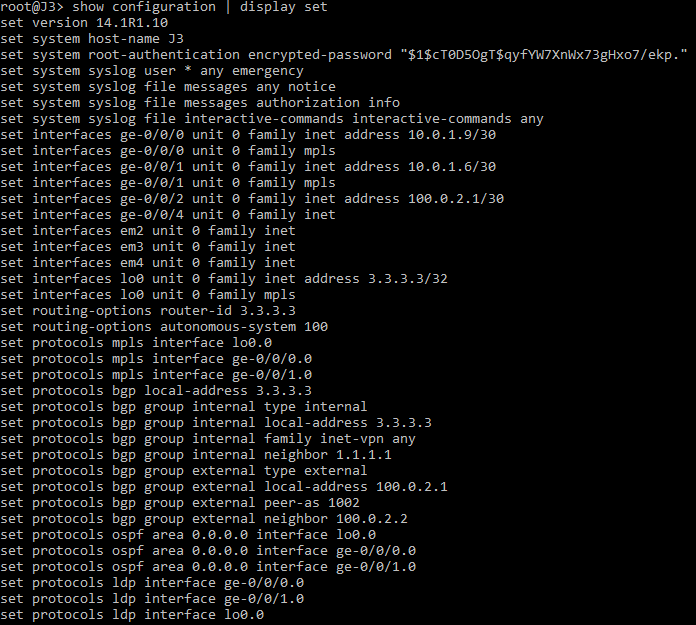 root@J3> show configuration | display set
set version 14.1R1.10
set system host-name J3
set system root-authentication encrypted-password "$1$cT0D5OgT$qyfYW7XnWx73gHxo7/ekp."
set system syslog user * any emergency
set system syslog file messages any notice
set system syslog file messages authorization info
set system syslog file interactive-commands interactive-commands any
set interfaces ge-0/0/0 unit 0 family inet address 10.0.1.9/30
set interfaces ge-0/0/0 unit 0 family mpls
set interfaces ge-0/0/1 unit 0 family inet address 10.0.1.6/30
set interfaces ge-0/0/1 unit 0 family mpls
set interfaces ge-0/0/2 unit 0 family inet address 100.0.2.1/30
set interfaces ge-0/0/4 unit 0 family inet
set interfaces em2 unit 0 family inet
set interfaces em3 unit 0 family inet
set interfaces em4 unit 0 family inet
set interfaces lo0 unit 0 family inet address 3.3.3.3/32
set interfaces lo0 unit 0 family mpls
set routing-options router-id 3.3.3.3
set routing-options autonomous-system 100
set protocols mpls interface lo0.0
set protocols mpls interface ge-0/0/0.0
set protocols mpls interface ge-0/0/1.0
set protocols bgp local-address 3.3.3.3
set protocols bgp group internal type internal
set protocols bgp group internal local-address 3.3.3.3
set protocols bgp group internal family inet-vpn any
set protocols bgp group internal neighbor 1.1.1.1
set protocols bgp group external type external
set protocols bgp group external local-address 100.0.2.1
set protocols bgp group external peer-as 1002
set protocols bgp group external neighbor 100.0.2.2
set protocols ospf area 0.0.0.0 interface lo0.0
set protocols ospf area 0.0.0.0 interface ge-0/0/0.0
set protocols ospf area 0.0.0.0 interface ge-0/0/1.0
set protocols ldp interface ge-0/0/0.0
set protocols ldp interface ge-0/0/1.0
set protocols ldp interface lo0.0